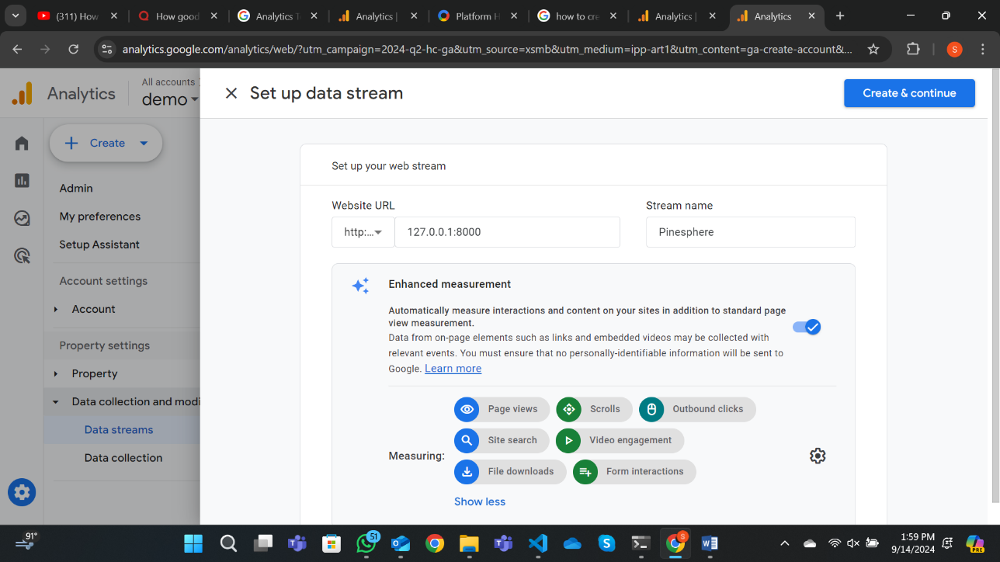 (311) How
How good
Analytics Ta
Analytics |
Platform H
how to cre
Analytics |
Analytics
analytics.google.com/analytics/web/?utm_campaign=2024-q2-hc-ga&utm_source=xsmb&utm_medium=ipp-art1&utm_content=ga-create-account&...
S
Analytics
All accounts
demo
Set up data stream
Create & continue
Create
Admin
My preferences
Setup Assistant
Account settings
Account
Property settings
Property
Data collection and modi
Data streams
Data collection
Set up your web stream
Website URL
Stream name
http:...
127.0.0.1:8000
Pinesphere
Enhanced measurement
Automatically measure interactions and content on your sites in addition to standard page
view measurement.
Data from on-page elements such as links and embedded videos may be collected with
relevant events. You must ensure that no personally-identifiable information will be sent to
Google. Learn more
Measuring:
Page views
Scrolls
Outbound clicks
Site search
Video engagement
File downloads
Form interactions
Show less
91°
51
S
1:59 PM
9/14/2024
PRE